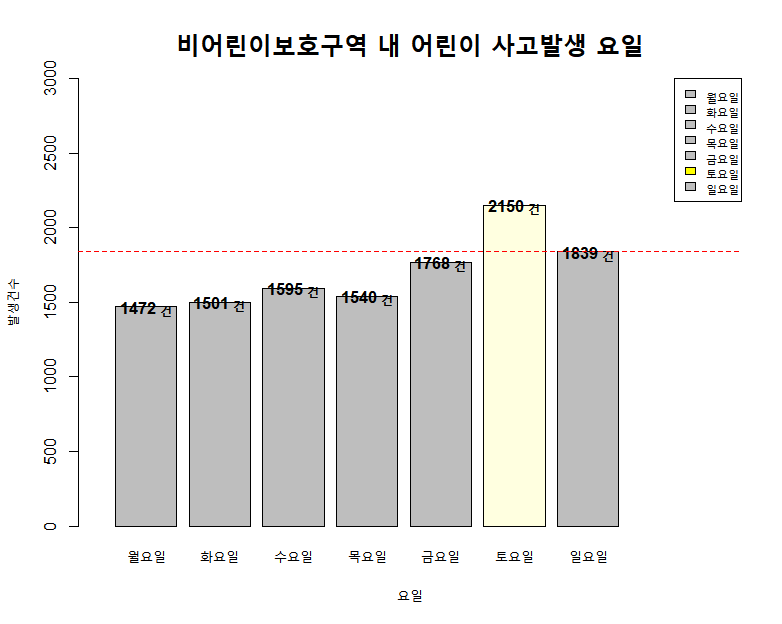 비어린이보호구역 내 어린이 사고발생 요일
3000
2500
2000
1500
1000
500
0
발생건수
월요일
화요일
수요일
목요일
금요일
토요일
일요일
1472 건
1501 건
1595 건
1540 건
1768 건
2150 건
1839 건
월요일 화요일 수요일 목요일 금요일 토요일 일요일
요일